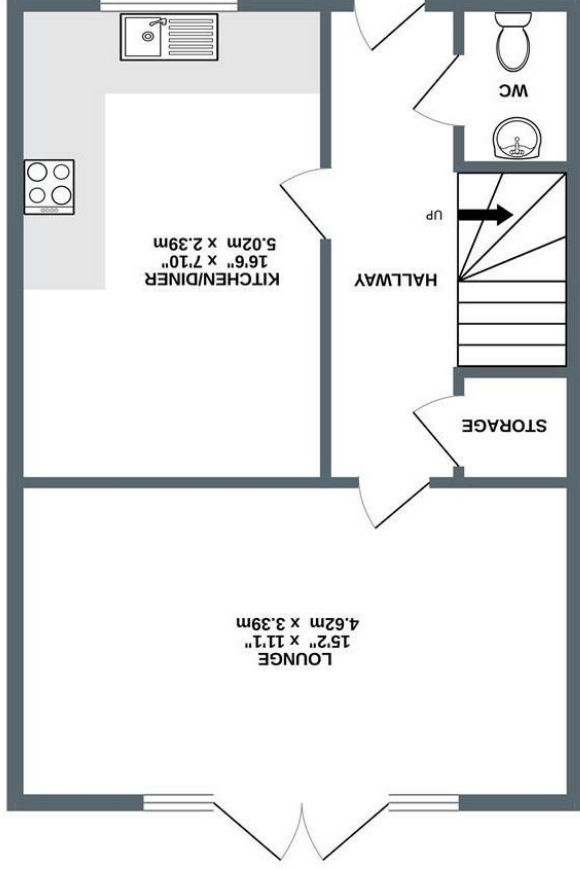 LOUNGE
15'2" x 11'1"
4.62m x 3.39m
STORAGE
HALLWAY
KITCHEN/DINER
16'6" x 7'10"
5.02m x 2.39m
UP
WC